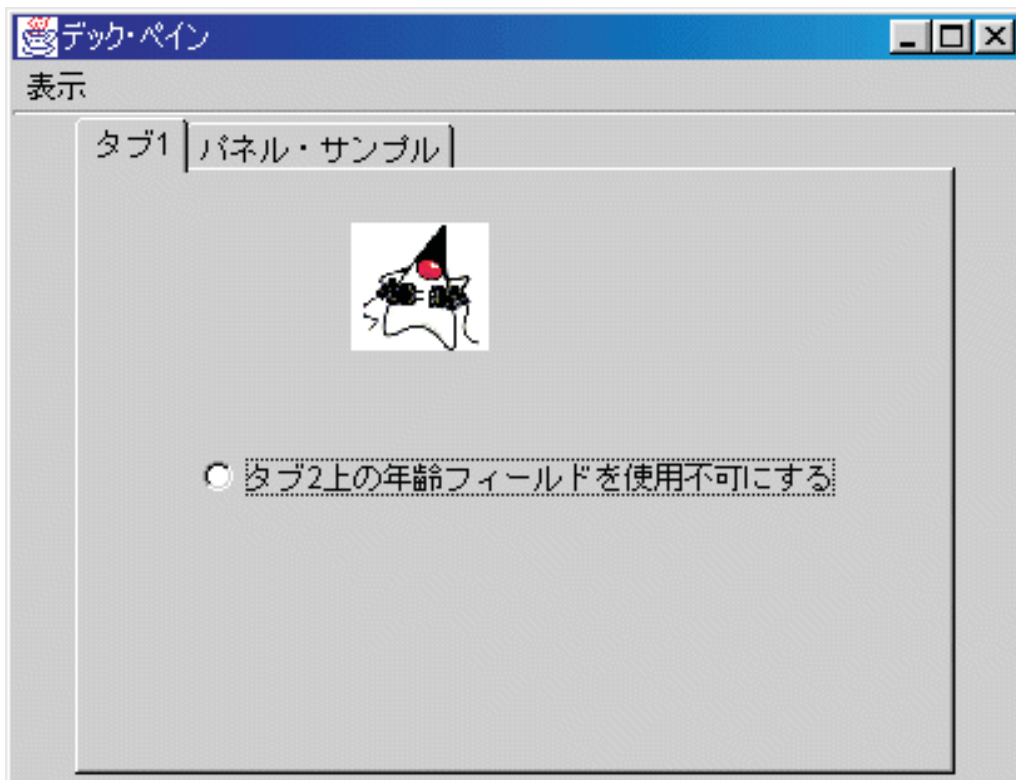 デック・ペイン
表示
タブ1 パネル・サンプル
タブ2上の年齢フィールドを使用不可にする